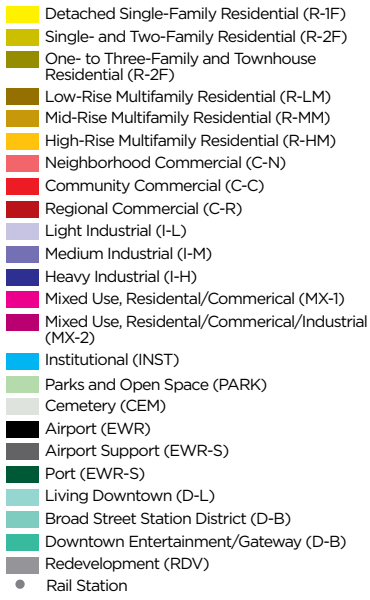 Detached Single-Family Residential (R-1F)
Single- and Two-Family Residential (R-2F)
One- to Three-Family and Townhouse
Residential (R-2F)
Low-Rise Multifamily Residential (R-LM)
Mid-Rise Multifamily Residential (R-MM)
High-Rise Multifamily Residential (R-HM)
Neighborhood Commercial (C-N)
Community Commercial (C-C)
Regional Commercial (C-R)
Light Industrial (I-L)
Medium Industrial (I-M)
Heavy Industrial (I-H)
Mixed Use, Residental/Commerical (MX-1)
Mixed Use, Residental/Commerical/Industrial
(MX-2)
Institutional (INST)
Parks and Open Space (PARK)
Cemetery (CEM)
Airport (EWR)
Airport Support (EWR-S)
Port (EWR-S)
Living Downtown (D-L)
Broad Street Station District (D-B)
Downtown Entertainment/Gateway (D-B)
Redevelopment (RDV)
Rail Station